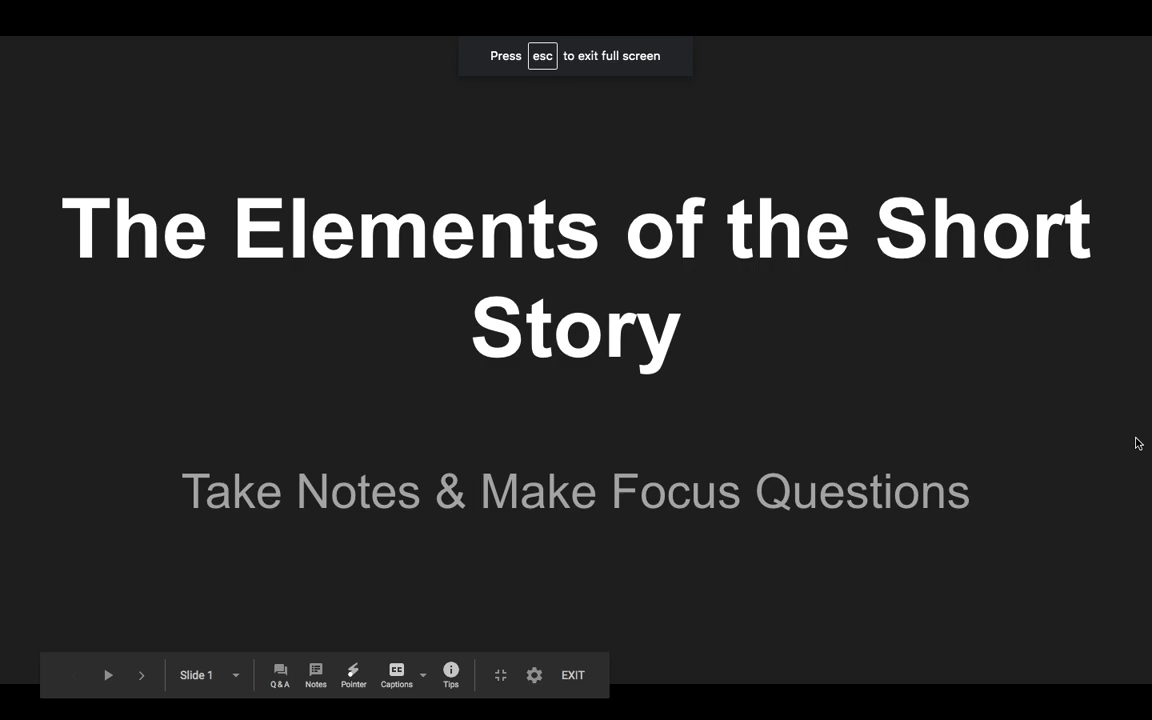 Press esc to exit full screen
The Elements of the Short
Story
Take Notes & Make Focus Questions
Slide 1
Q & A
Notes
Pointer
CC
Captions
Tips
EXIT